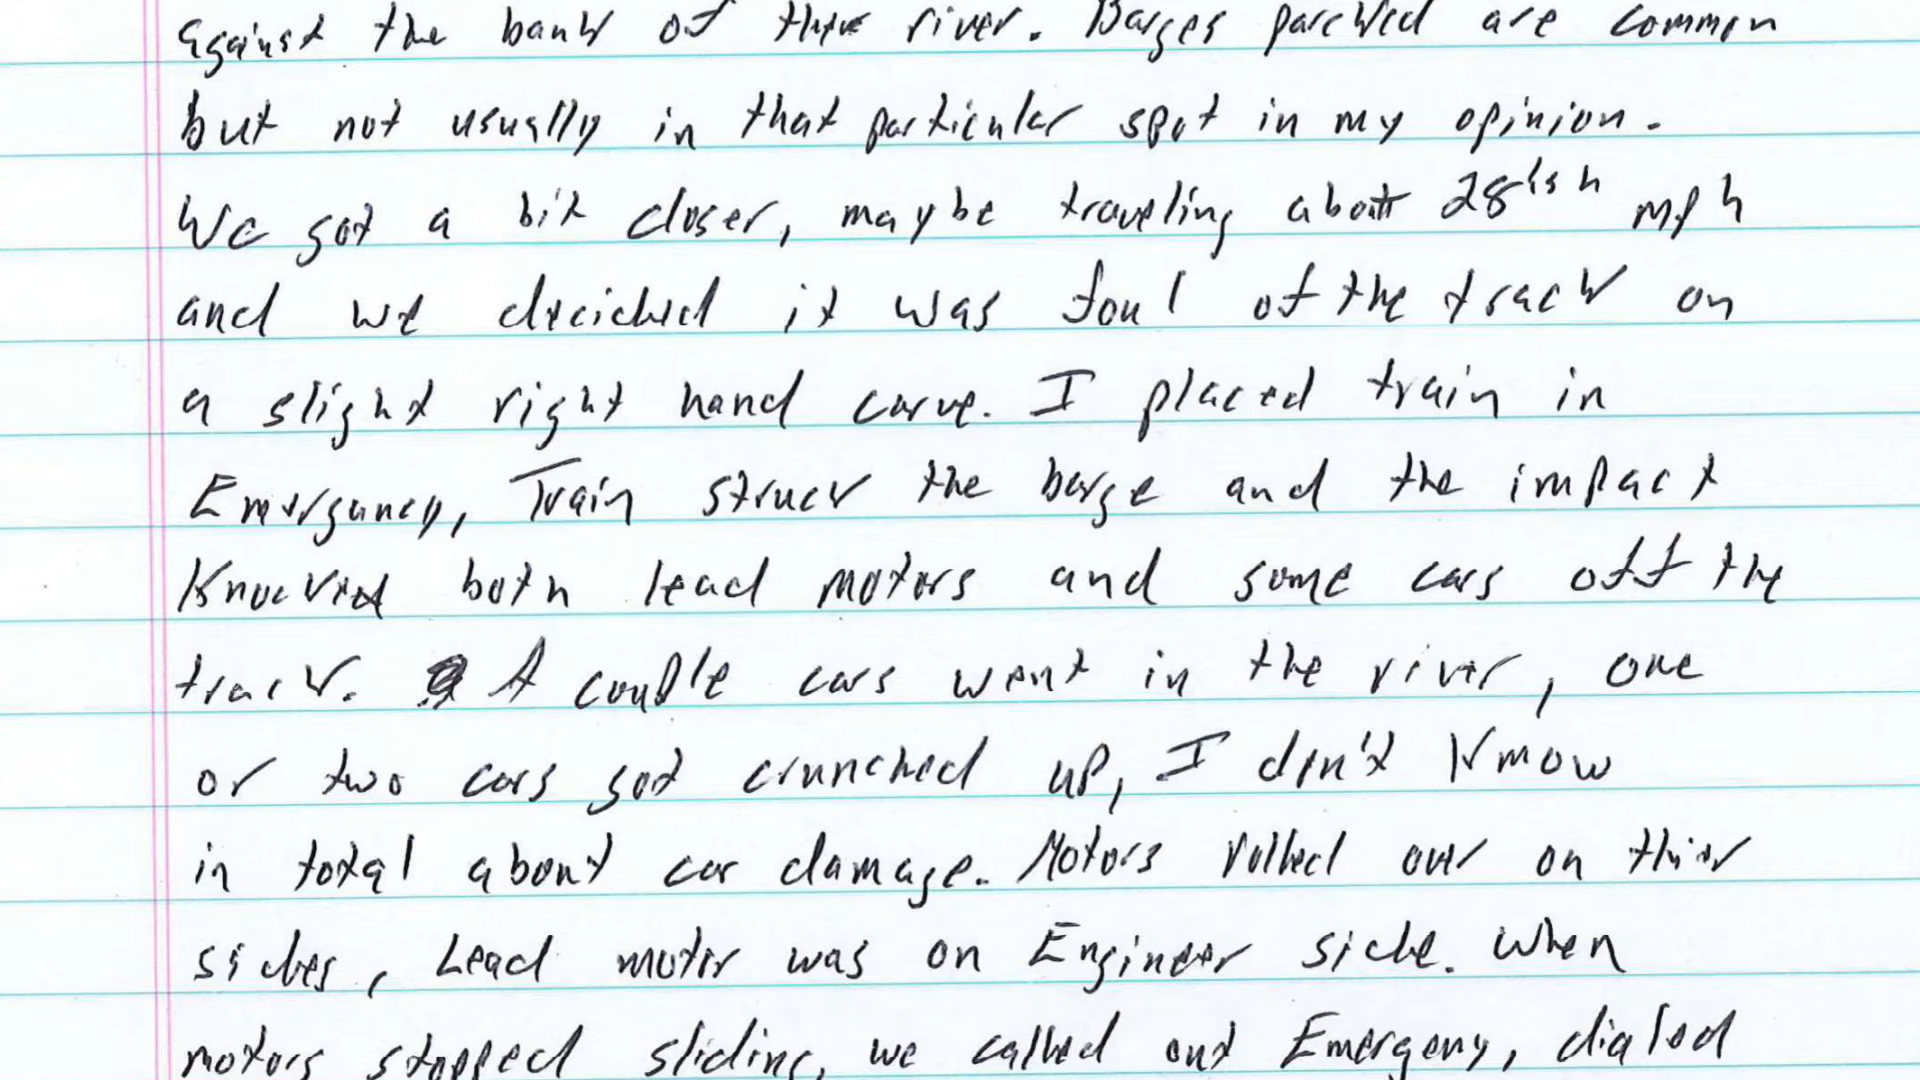 against the bank of the river. Barges parcked are common
but not usually in that particular spot in my opinion.
We got a bit closer, maybe traveling about 28ish mph
and we decided it was foul of the track on
a slight right hand curve. I placed train in
Emergancy, Train struck the barge and the impact
Knocked both lead motors and some cars off the
track. A couple cars went in the river, one
or two cars got crunched up, I don't Know
in total about car damage. Motors rolled over on thier
sides, Lead motor was on Engineer side. When
motors stopped sliding, we called out Emergeny, dialed